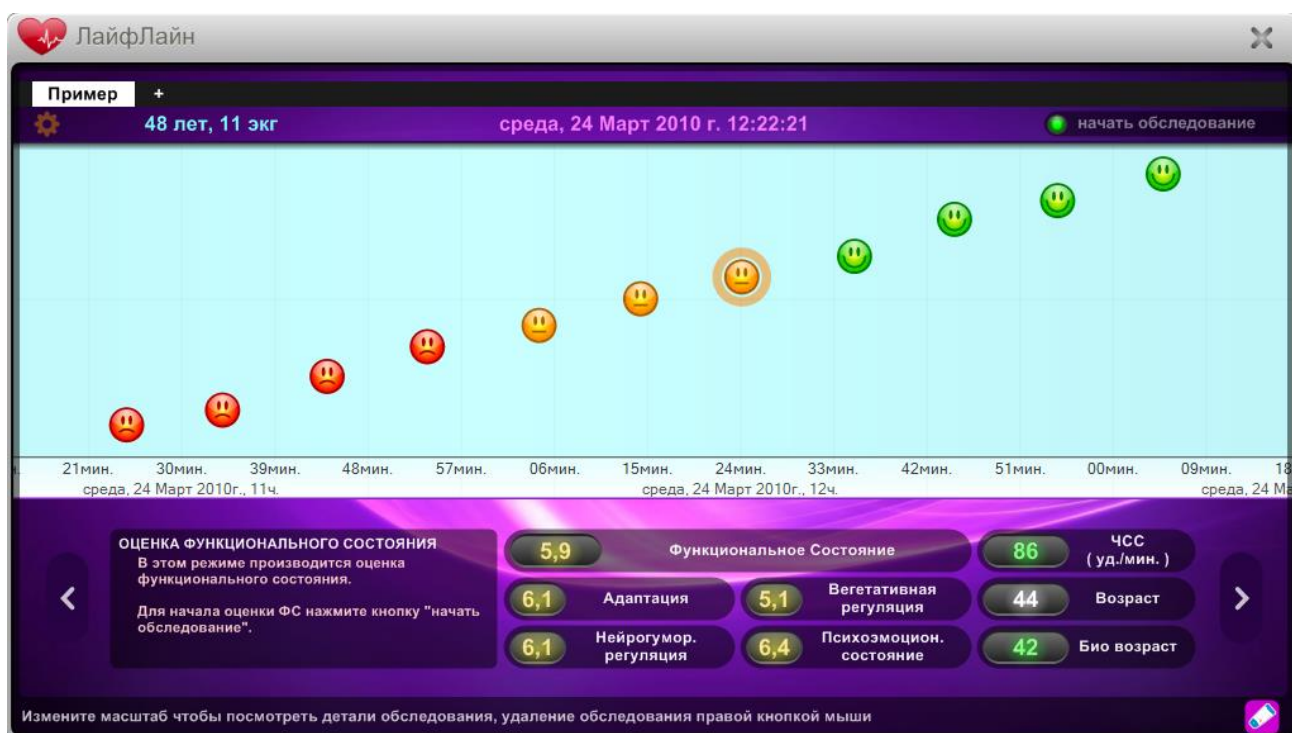 ЛайфЛайн
Пример +
48 лет, 11 экг
среда, 24 Март 2010 г. 12:22:21
начать обследование
21мин. 30мин. 39мин. 48мин. 57мин. 06мин. 15мин. 24мин. 33мин. 42мин. 51мин. 00мин. 09мин. 18
среда, 24 Март 2010г., 11ч. среда, 24 Март 2010г., 12ч. среда, 24 Ма
ОЦЕНКА ФУНКЦИОНАЛЬНОГО СОСТОЯНИЯ
В этом режиме производится оценка
функционального состояния.
Для начала оценки ФС нажмите кнопку "начать
обследование".
5,9 Функциональное Состояние
86 ЧСС
( уд./мин. )
6,1 Адаптация
5,1 Вегетативная
регуляция
44 Возраст
6,1 Нейрогумор.
регуляция
6,4 Психоэмоцион.
состояние
42 Био возраст
Измените масштаб чтобы посмотреть детали обследования, удаление обследования правой кнопкой мыши